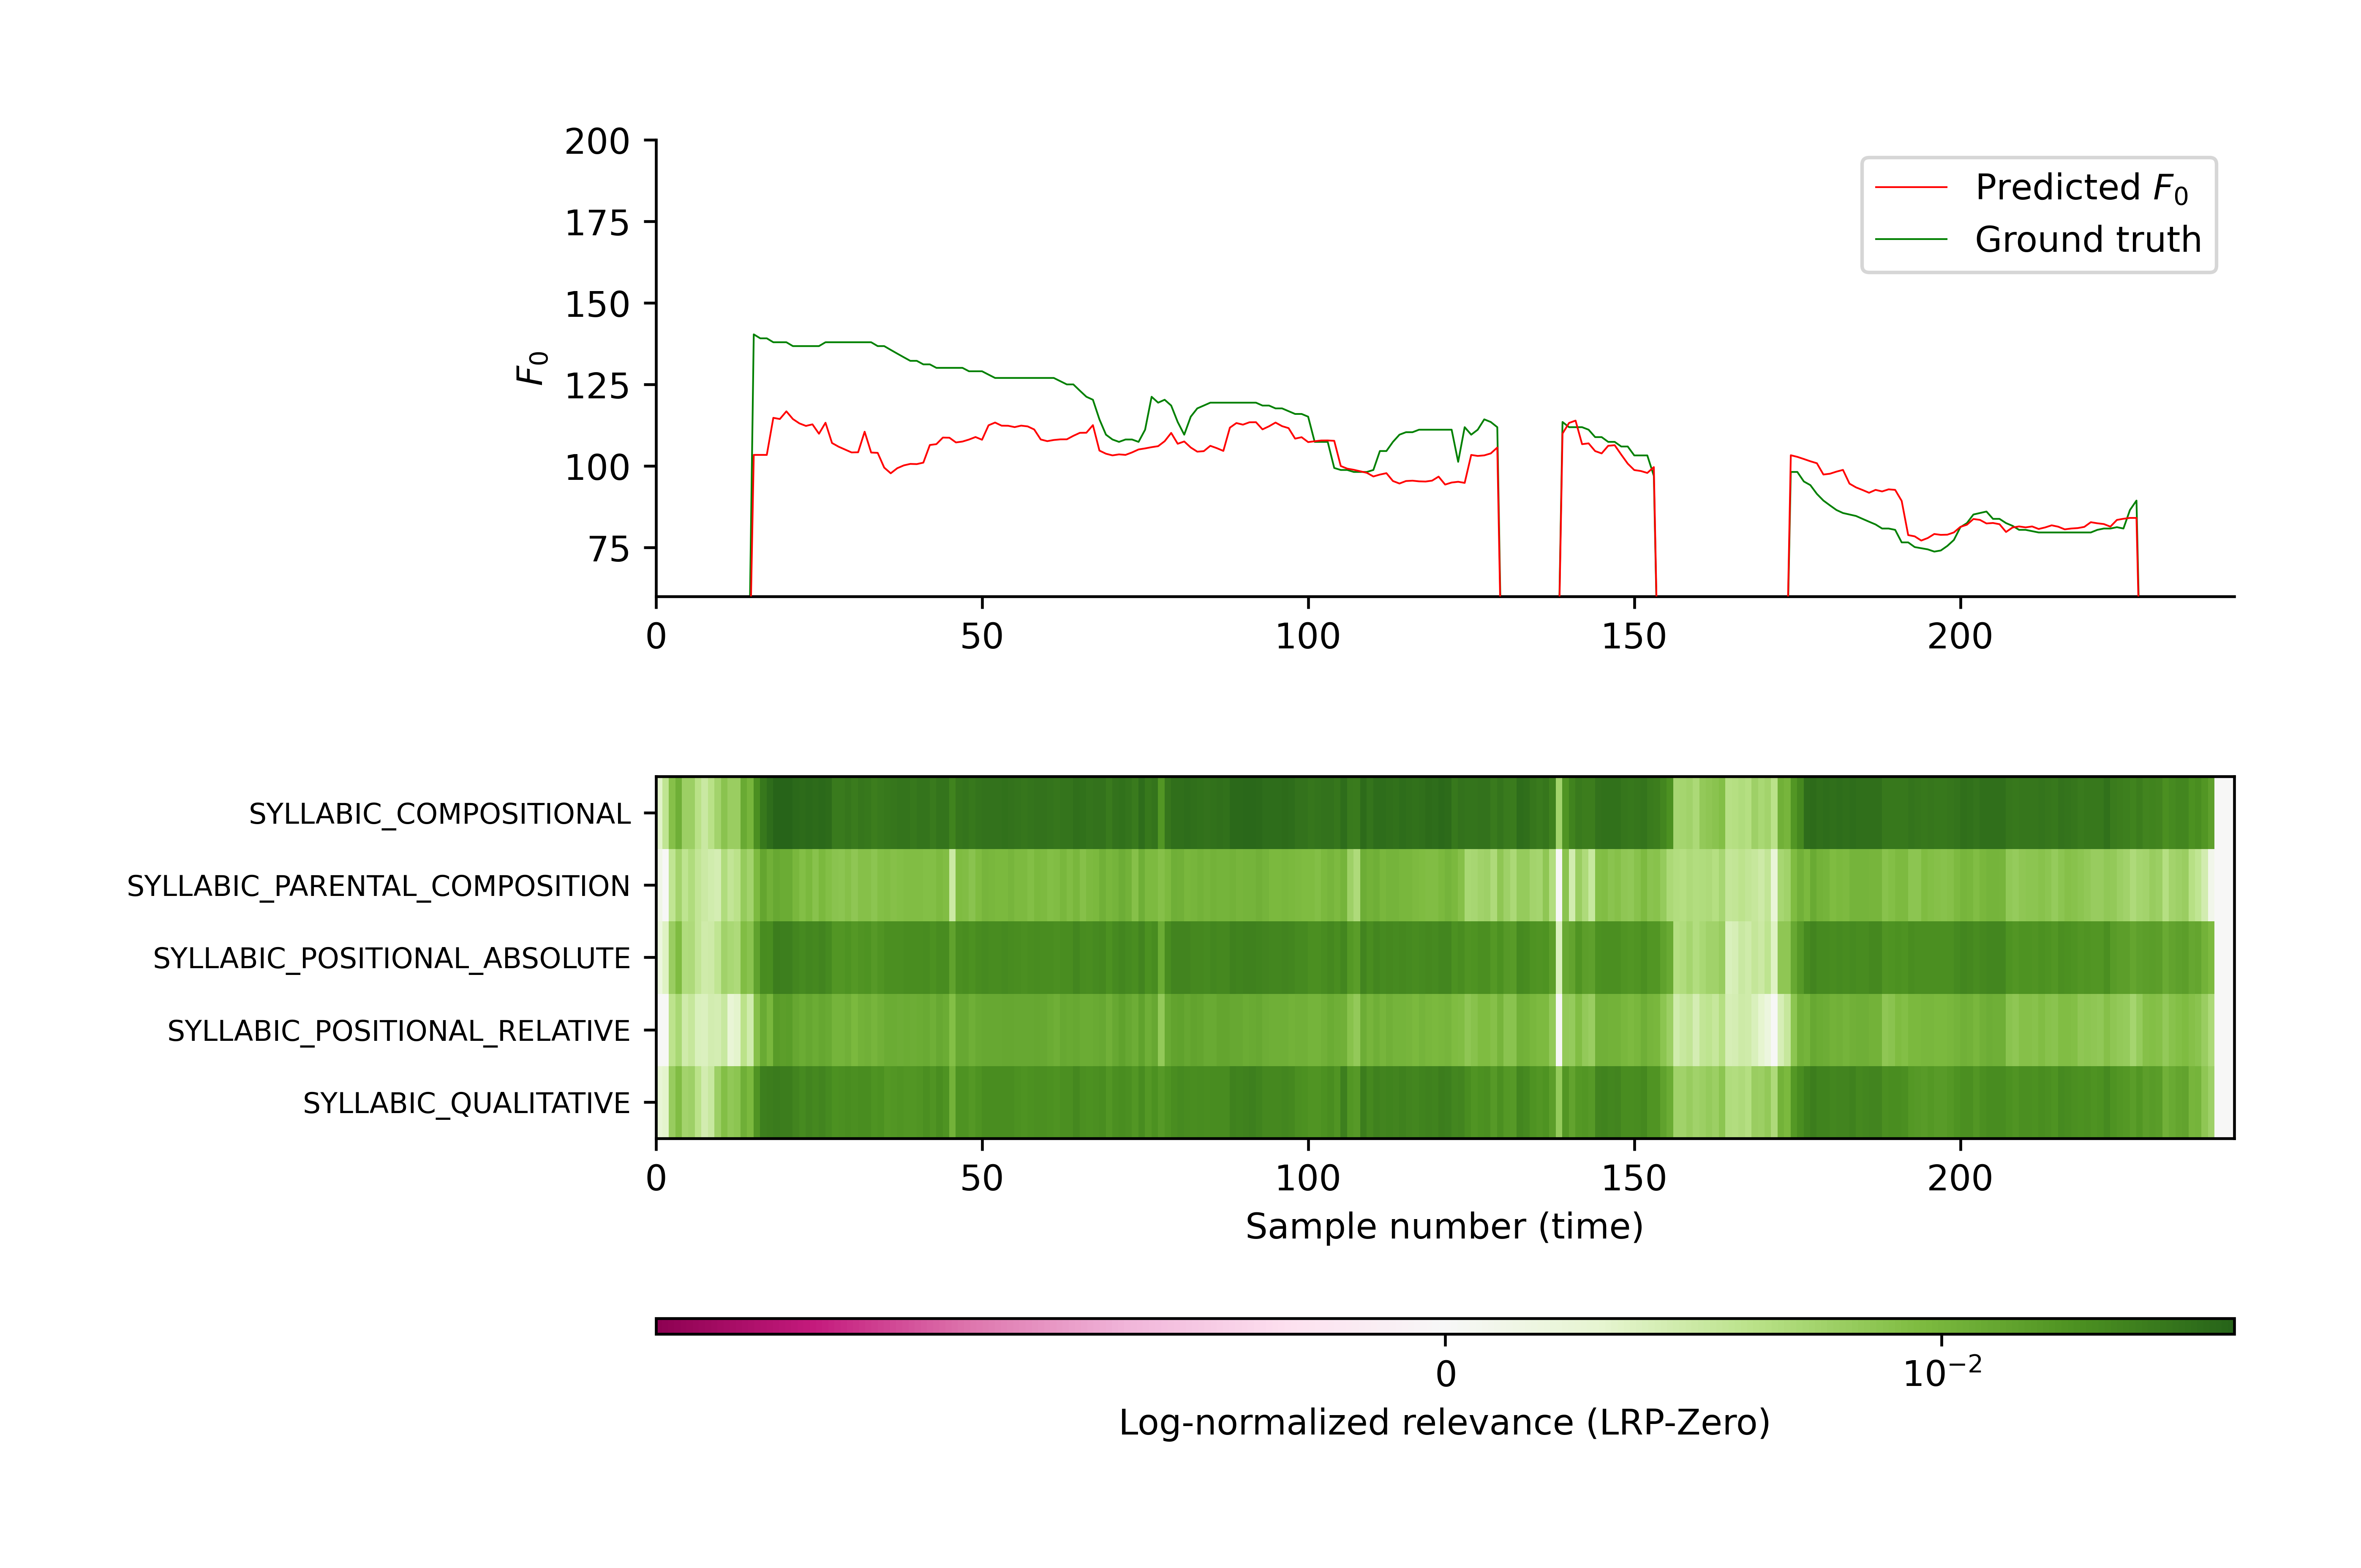 200
175
150
125
100
75
F₀
Predicted F₀
Ground truth
0 50 100 150 200
SYLLABIC_COMPOSITIONAL
SYLLABIC_PARENTAL_COMPOSITION
SYLLABIC_POSITIONAL_ABSOLUTE
SYLLABIC_POSITIONAL_RELATIVE
SYLLABIC_QUALITATIVE
0 50 100 150 200
Sample number (time)
0 10⁻²
Log-normalized relevance (LRP-Zero)